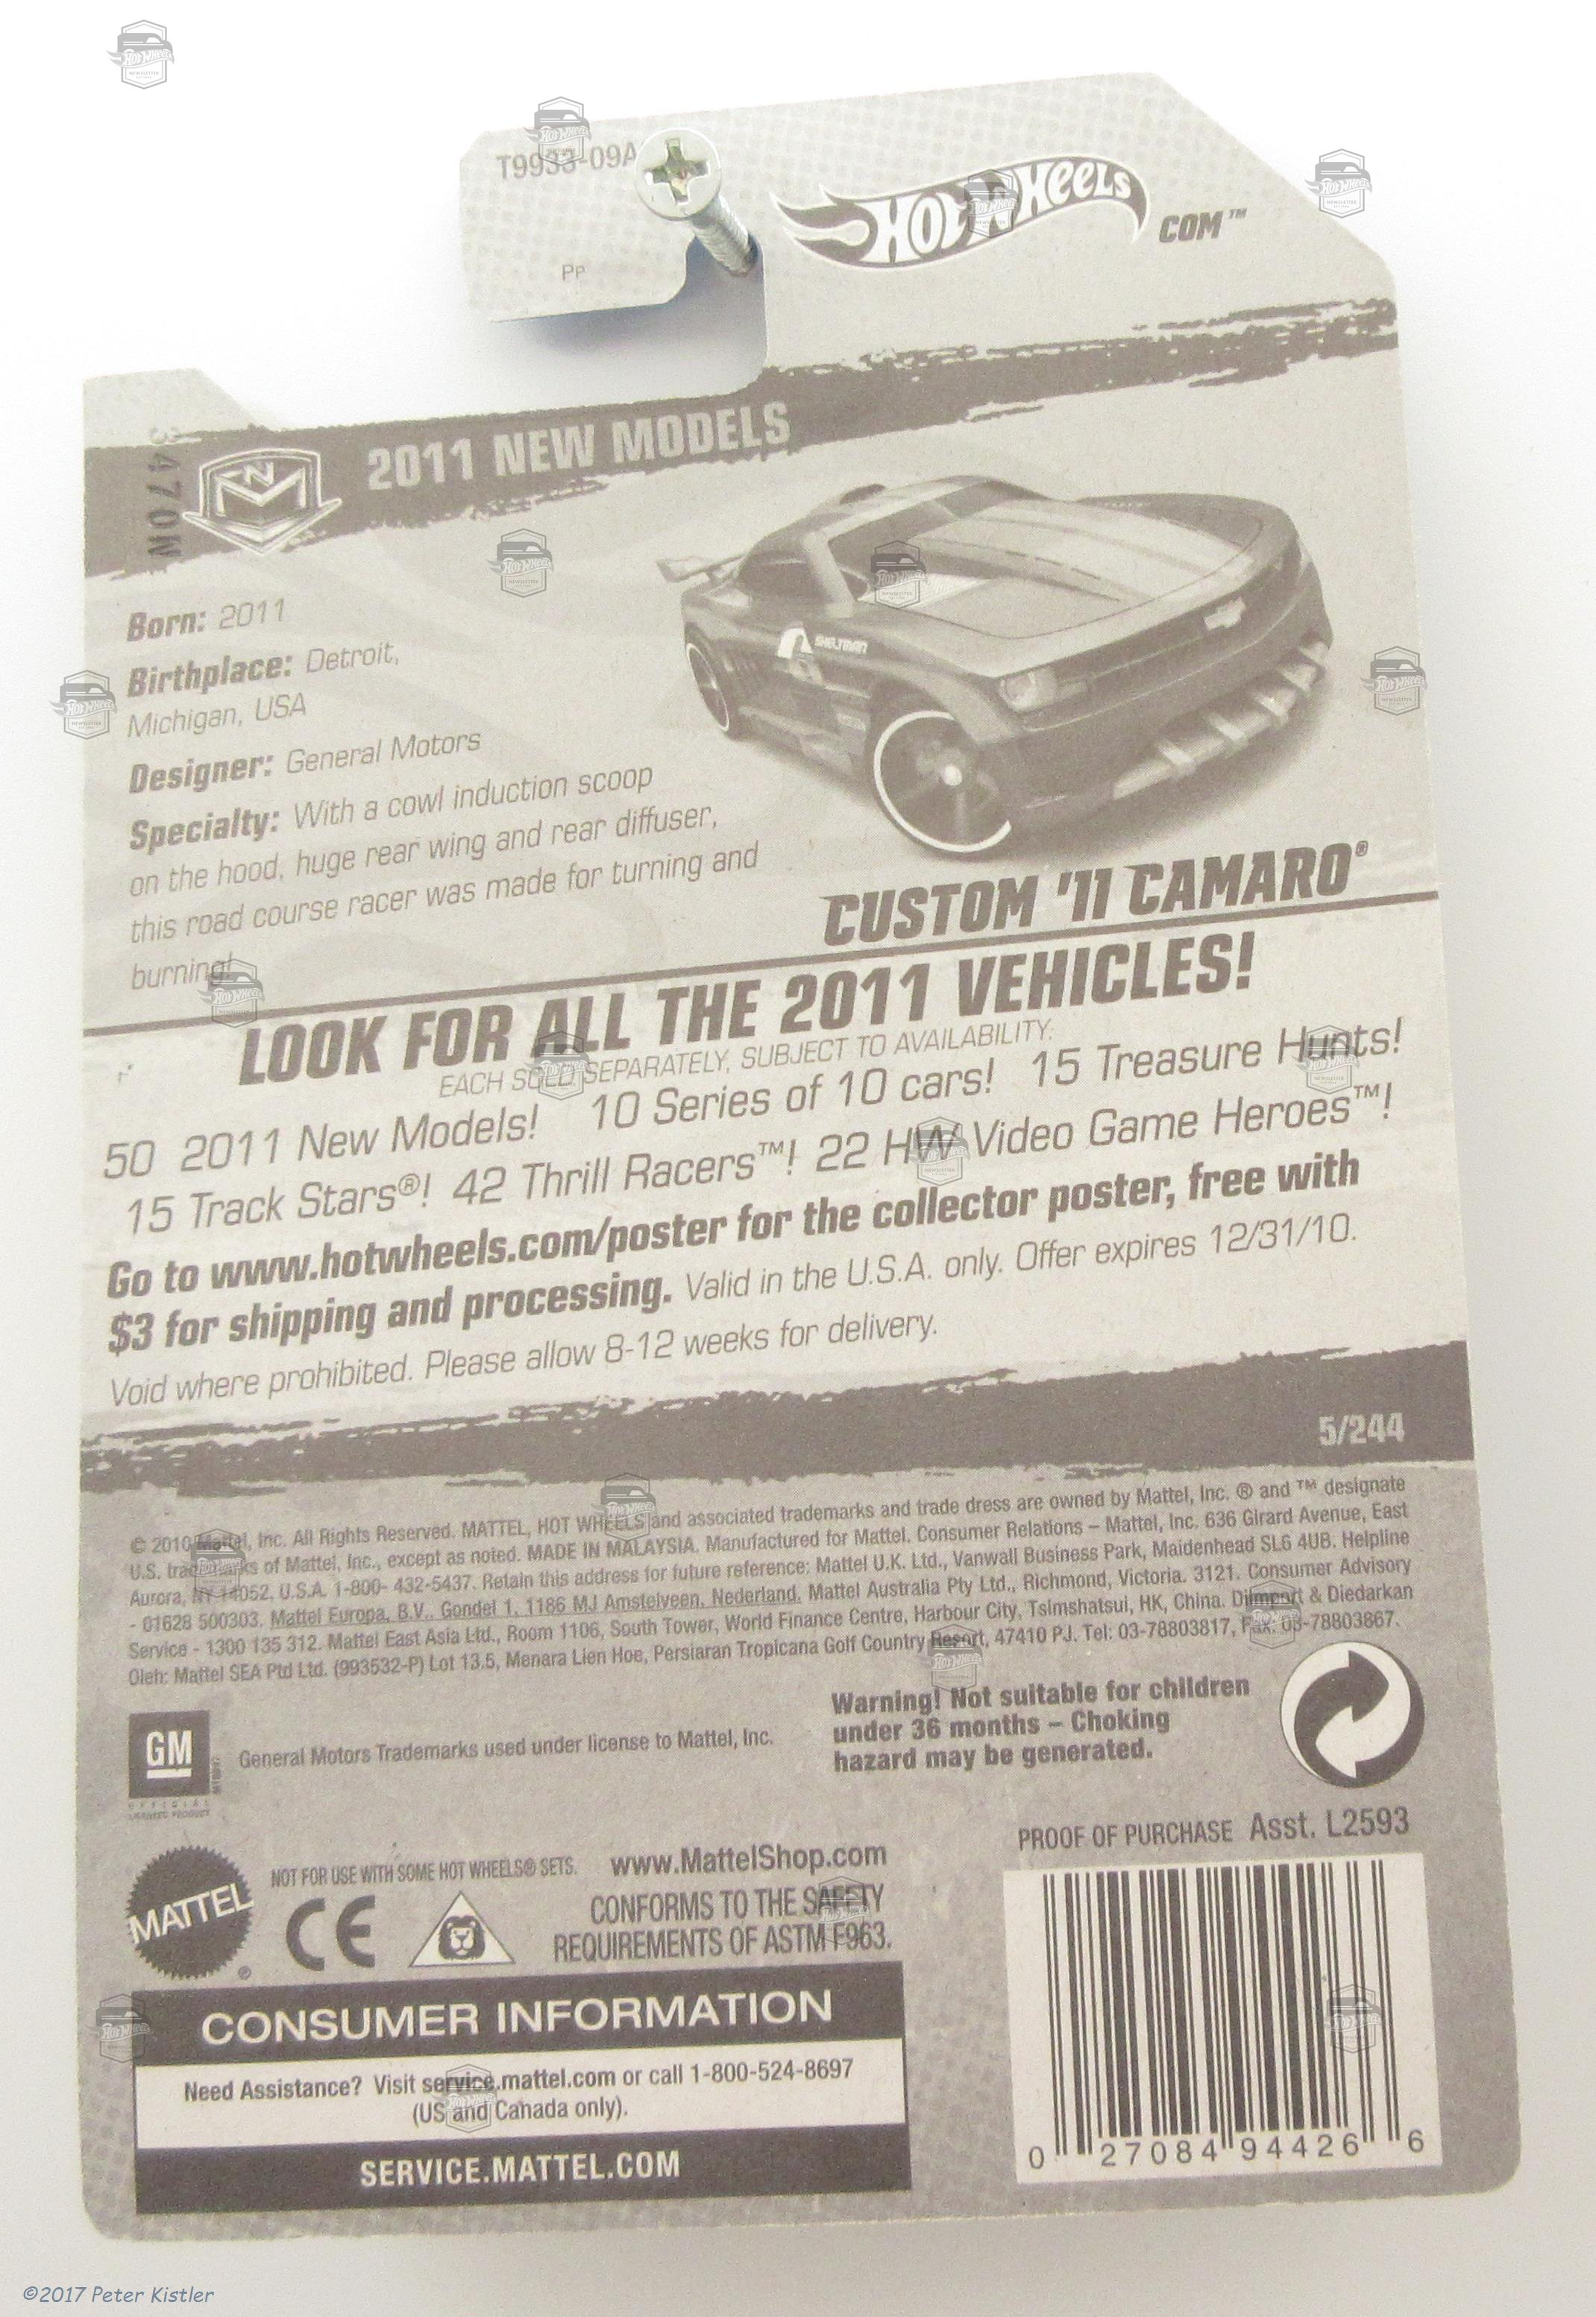 T9933-09A
HOT WHEELS
COM™
Pr
2011 NEW MODELS
3470W
Born: 2011
Birthplace: Detroit,
Michigan, USA
Designer: General Motors
Specialty: With a cowl induction scoop
on the hood, huge rear wing and rear diffuser,
this road course racer was made for turning and
burning!
SHELTMAN
CUSTOM '11 CAMARO®
LOOK FOR ALL THE 2011 VEHICLES!
EACH SOLD SEPARATELY, SUBJECT TO AVAILABILITY.
50 2011 New Models! 10 Series of 10 cars! 15 Treasure Hunts!
15 Track Stars®! 42 Thrill Racers™! 22 HW Video Game Heroes™!
Go to www.hotwheels.com/poster for the collector poster, free with
$3 for shipping and processing. Valid in the U.S.A. only. Offer expires 12/31/10.
Void where prohibited. Please allow 8-12 weeks for delivery.
5/244
© 2010 Mattel, Inc. All Rights Reserved. MATTEL, HOT WHEELS and associated trademarks and trade dress are owned by Mattel, Inc. ® and ™ designate
U.S. trademarks of Mattel, Inc., except as noted. MADE IN MALAYSIA. Manufactured for Mattel. Consumer Relations – Mattel, Inc. 636 Girard Avenue, East
Aurora, NY 14052, U.S.A. 1-800- 432-5437. Retain this address for future reference: Mattel U.K. Ltd., Vanwall Business Park, Maidenhead SL6 4UB. Helpline
- 01628 500303. Mattel Europa, B.V., Gondel 1, 1186 MJ Amstelveen, Nederland. Mattel Australia Pty Ltd., Richmond, Victoria. 3121. Consumer Advisory
Service - 1300 135 312. Mattel East Asia Ltd., Room 1106, South Tower, World Finance Centre, Harbour City, Tsimshatsui, HK, China. Diimport & Diedarkan
Oleh: Mattel SEA Ptd Ltd. (993532-P) Lot 13.5, Menara Lien Hoe, Persiaran Tropicana Golf Country Resort, 47410 PJ. Tel: 03-78803817, Fax: 03-78803867.
GM
OFFICIAL
LICENSED PRODUCT
General Motors Trademarks used under license to Mattel, Inc.
Warning! Not suitable for children
under 36 months – Choking
hazard may be generated.
PROOF OF PURCHASE Asst. L2593
MATTEL®
NOT FOR USE WITH SOME HOT WHEELS® SETS. www.MattelShop.com
CE
CONFORMS TO THE SAFETY
REQUIREMENTS OF ASTM F963.
CONSUMER INFORMATION
Need Assistance? Visit service.mattel.com or call 1-800-524-8697
(US and Canada only).
SERVICE.MATTEL.COM
0 27084 94426 6
©2017 Peter Kistler